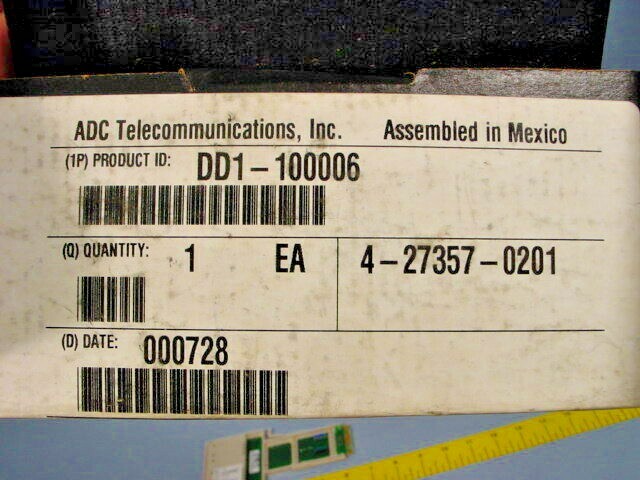 ADC Telecommunications, Inc. Assembled in Mexico
(1P) PRODUCT ID: DD1-100006
(Q) QUANTITY: 1 EA 4-27357-0201
(D) DATE: 000728